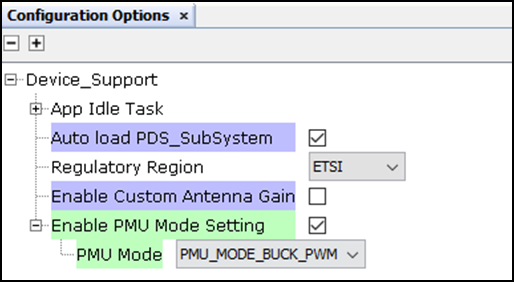 Configuration Options ×
Device_Support
App Idle Task
Auto load PDS_SubSystem
Regulatory Region ETSI
Enable Custom Antenna Gain
Enable PMU Mode Setting
PMU Mode PMU_MODE_BUCK_PWM